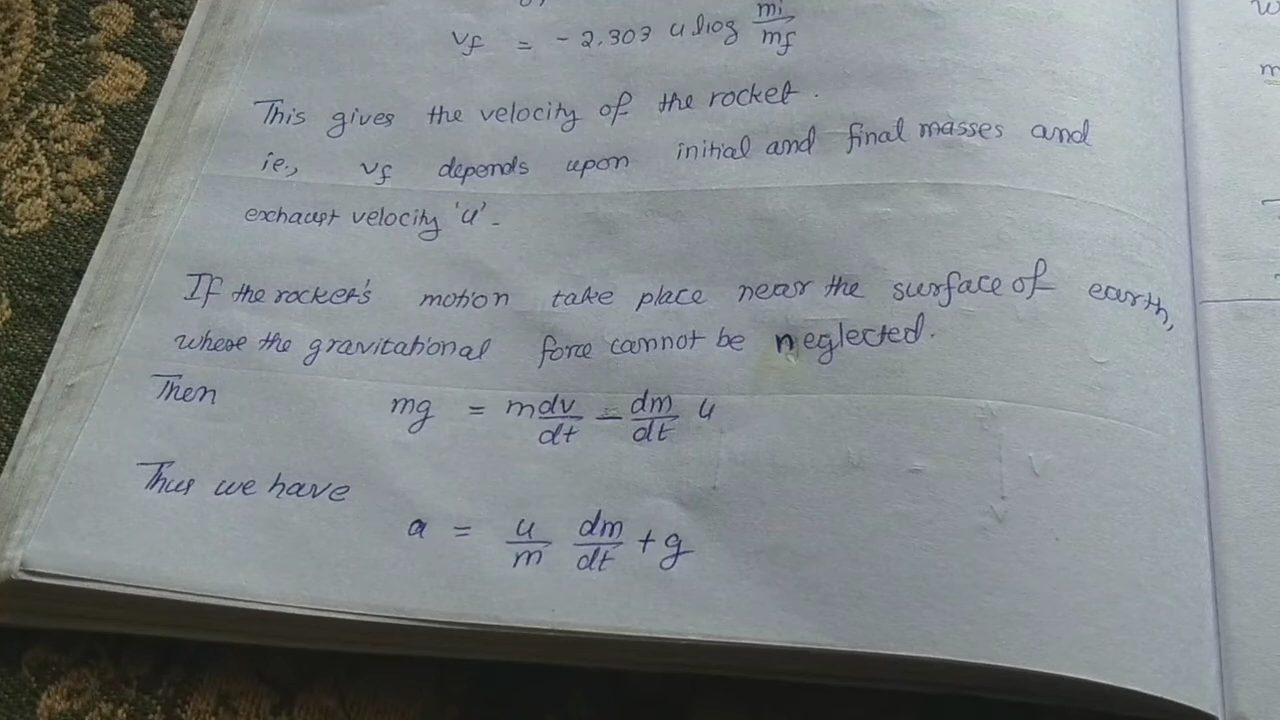 vf = - 2.303 u log mi/mf
This gives the velocity of the rocket.
ie., vf depends upon initial and final masses and
exhaust velocity 'u'.
If the rocket's motion take place near the surface of earth,
where the gravitational force cannot be neglected.
Then mg = m dv/dt - dm/dt u
Thus we have
a = u/m dm/dt + g